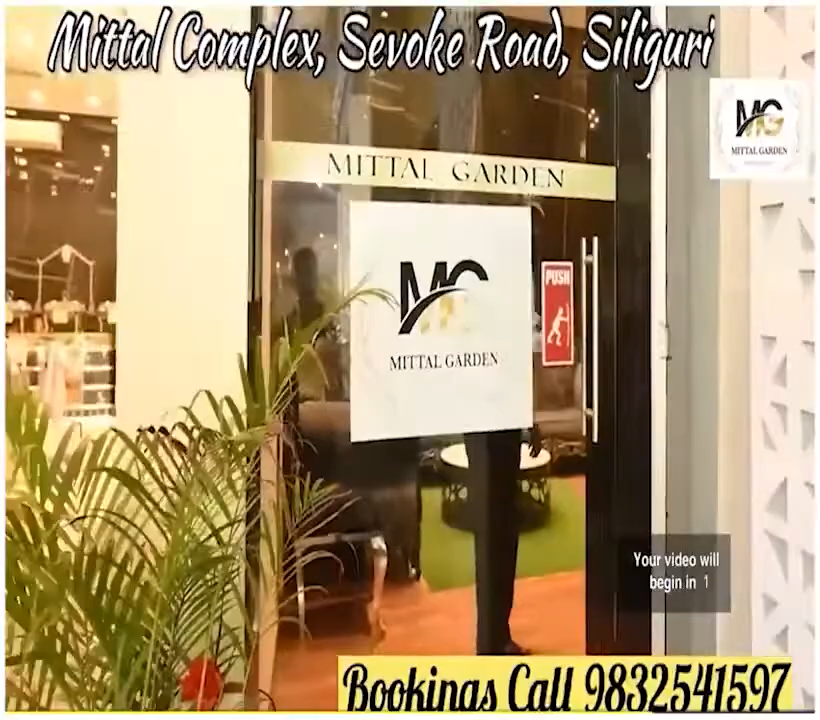 Mittal Complex, Sevoke Road, Siliguri
MG
MITTAL GARDEN
MITTAL GARDEN
PUSH
MG
MITTAL GARDEN
Your video will
begin in 1
Bookings Call 9832541597